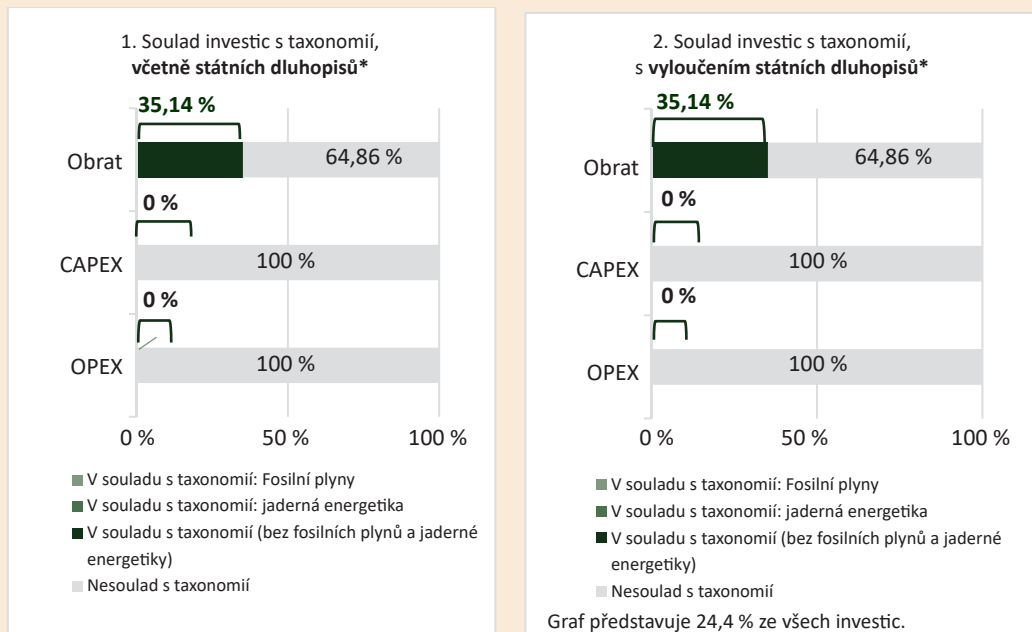 1. Soulad investic s taxonomií,
včetně státních dluhopisů*
35,14 %
Obrat
64,86 %
0 %
CAPEX
100 %
0 %
OPEX
100 %
0 %
50 %
100 %
V souladu s taxonomií: Fosilní plyny
V souladu s taxonomií: jaderná energetika
V souladu s taxonomií (bez fosilních plynů a jaderné
energetiky)
Nesoulad s taxonomií
2. Soulad investic s taxonomií,
s vyloučením státních dluhopisů*
35,14 %
Obrat
64,86 %
0 %
CAPEX
100 %
0 %
OPEX
100 %
0 %
50 %
100 %
V souladu s taxonomií: Fosilní plyny
V souladu s taxonomií: jaderná energetika
V souladu s taxonomií (bez fosilních plynů a jaderné
energetiky)
Nesoulad s taxonomií
Graf představuje 24,4 % ze všech investic.